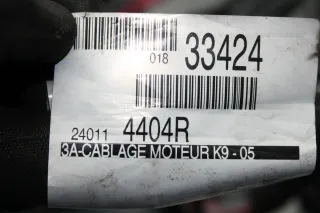 33424
018
24011 4404R
3A-CABLAGE MOTEUR K9 - 05